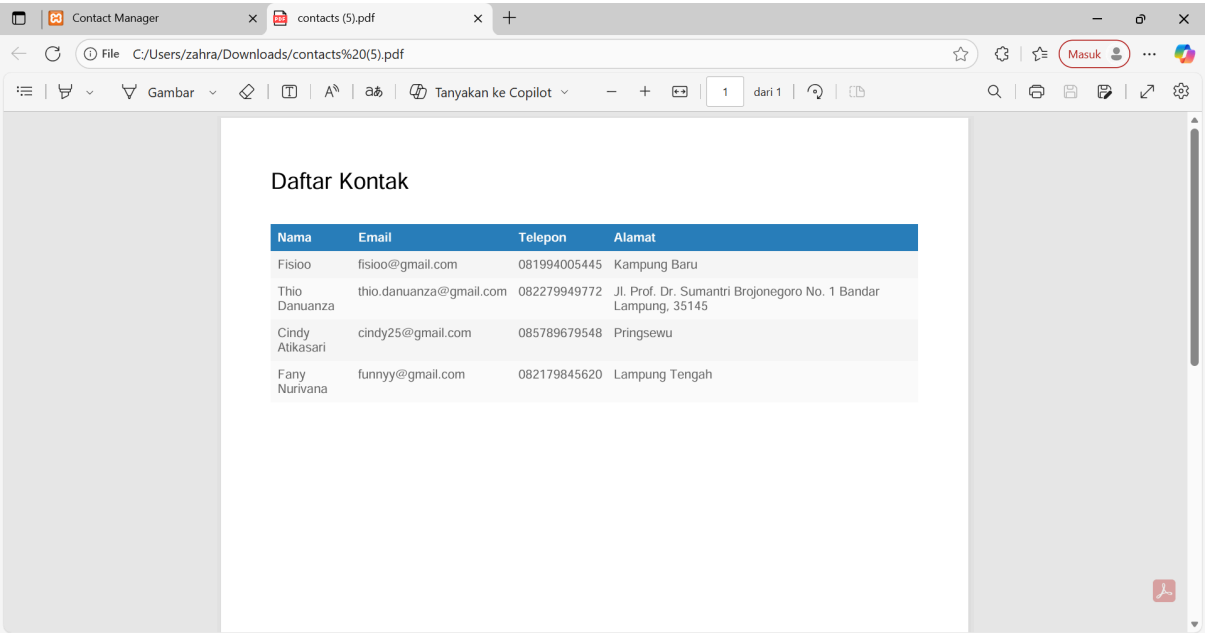 Contact Manager
contacts (5).pdf
File C:/Users/zahra/Downloads/contacts%20(5).pdf
Masuk
Gambar
T
A
aあ
Tanyakan ke Copilot
1
dari 1
Daftar Kontak
Nama Email Telepon Alamat
Fisioo fisioo@gmail.com 081994005445 Kampung Baru
Thio thio.danuanza@gmail.com 082279949772 Jl. Prof. Dr. Sumantri Brojonegoro No. 1 Bandar
Danuanza Lampung, 35145
Cindy cindy25@gmail.com 085789679548 Pringsewu
Atikasari
Fany funnyy@gmail.com 082179845620 Lampung Tengah
Nurivana